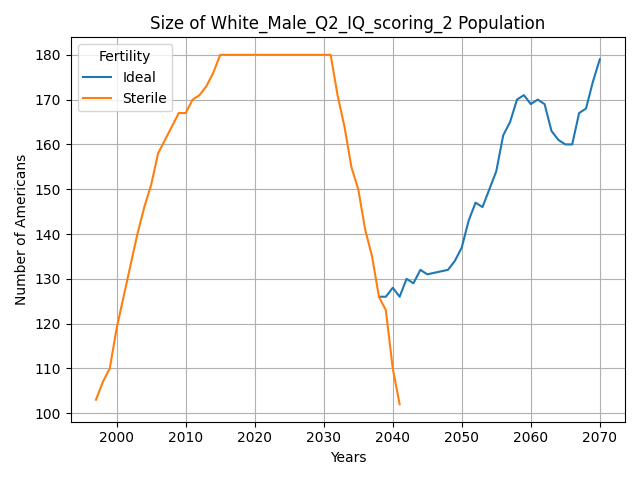 Size of White_Male_Q2_IQ_scoring_2 Population
Fertility
Ideal
Sterile
Number of Americans
180
170
160
150
140
130
120
110
100
2000 2010 2020 2030 2040 2050 2060 2070
Years